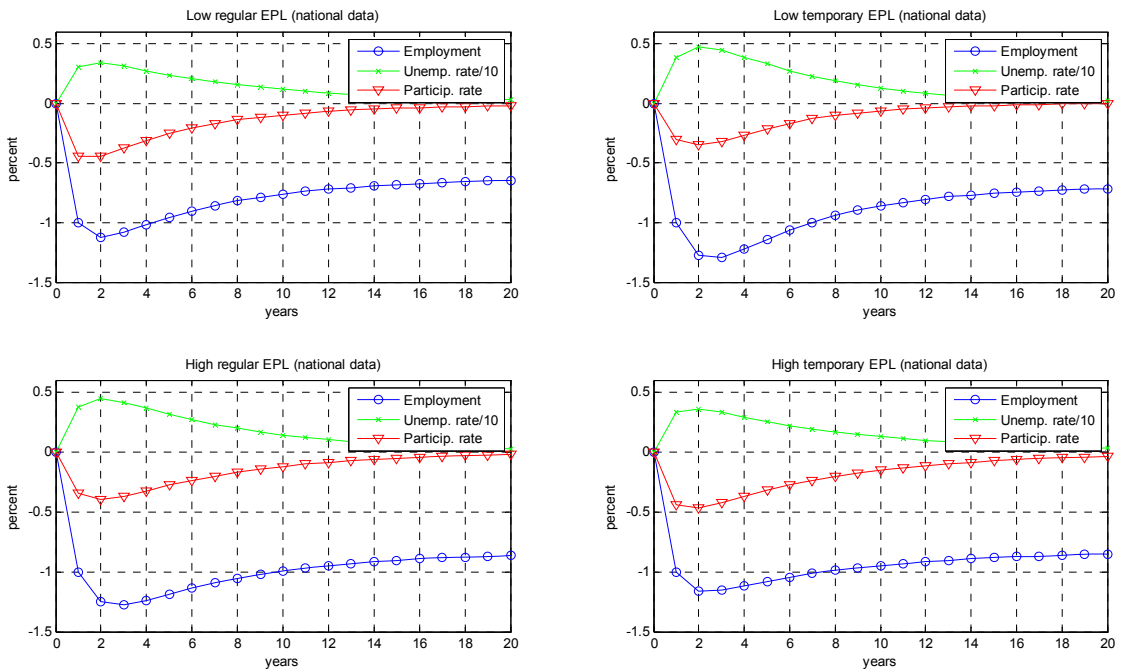 Low regular EPL (national data)
0.5
0
-0.5
-1
-1.5
percent
Employment
Unemp. rate/10
Particip. rate
0 2 4 6 8 10 12 14 16 18 20
years
Low temporary EPL (national data)
0.5
0
-0.5
-1
-1.5
percent
Employment
Unemp. rate/10
Particip. rate
0 2 4 6 8 10 12 14 16 18 20
years
High regular EPL (national data)
0.5
0
-0.5
-1
-1.5
percent
Employment
Unemp. rate/10
Particip. rate
0 2 4 6 8 10 12 14 16 18 20
years
High temporary EPL (national data)
0.5
0
-0.5
-1
-1.5
percent
Employment
Unemp. rate/10
Particip. rate
0 2 4 6 8 10 12 14 16 18 20
years